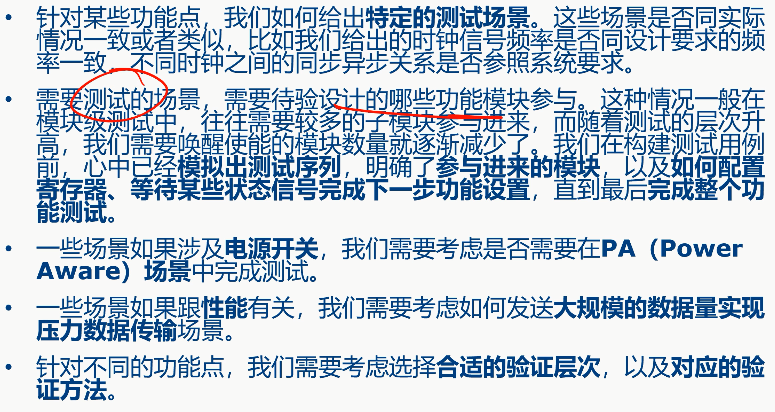 • 针对某些功能点，我们如何给出特定的测试场景。这些场景是否同实际
情况一致或者类似，比如我们给出的时钟信号频率是否同设计要求的频
率一致，不同时钟之间的同步异步关系是否参照系统要求。
• 需要测试的场景，需要待验设计的哪些功能模块参与。这种情况一般在
模块级测试中，往往需要较多的子模块参与进来，而随着测试的层次升
高，我们需要唤醒使能的模块数量就逐渐减少了。我们在构建测试用例
前，心中已经模拟出测试序列，明确了参与进来的模块，以及如何配置
寄存器、等待某些状态信号完成下一步功能设置，直到最后完成整个功
能测试。
• 一些场景如果涉及电源开关，我们需要考虑是否需要在PA（Power
Aware）场景中完成测试。
• 一些场景如果跟性能有关，我们需要考虑如何发送大规模的数据量实现
压力数据传输场景。
• 针对不同的功能点，我们需要考虑选择合适的验证层次，以及对应的验
证方法。